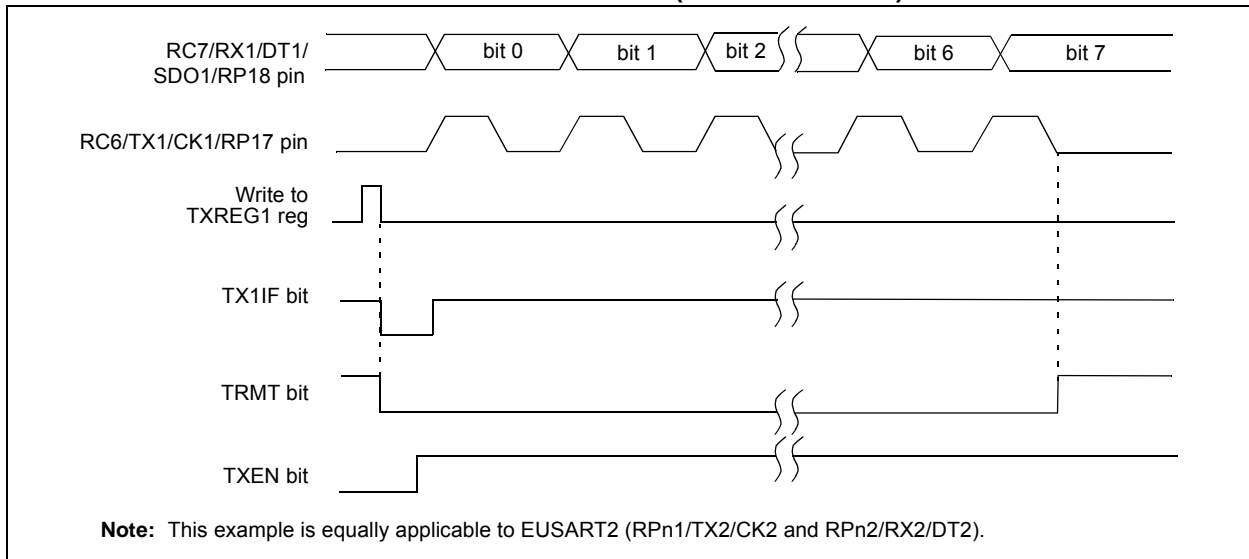 RC7/RX1/DT1/
SDO1/RP18 pin
bit 0
bit 1
bit 2
bit 6
bit 7
RC6/TX1/CK1/RP17 pin
Write to
TXREG1 reg
TX1IF bit
TRMT bit
TXEN bit
Note: This example is equally applicable to EUSART2 (RPn1/TX2/CK2 and RPn2/RX2/DT2).